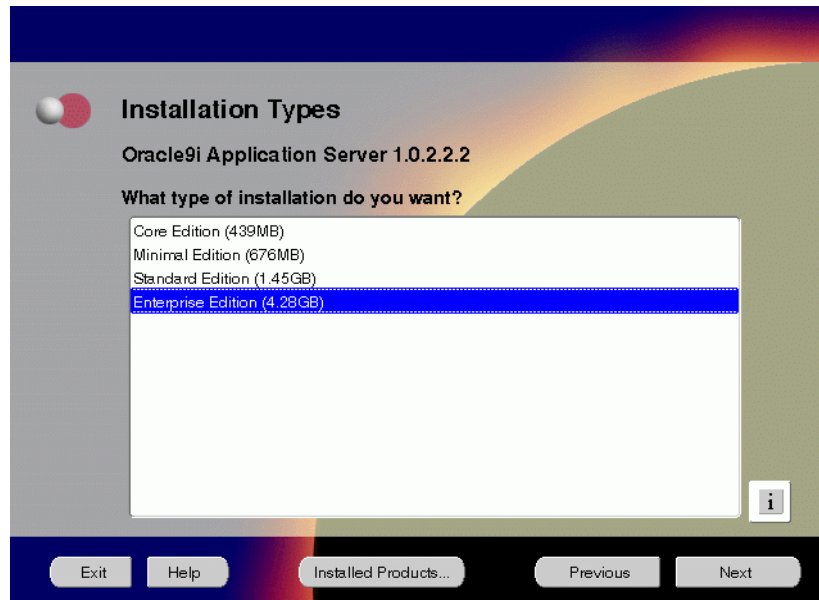 Installation Types
Oracle9i Application Server 1.0.2.2.2
What type of installation do you want?
Core Edition (439MB)
Minimal Edition (676MB)
Standard Edition (1.45GB)
Enterprise Edition (4.28GB)
i
Exit
Help
Installed Products...
Previous
Next